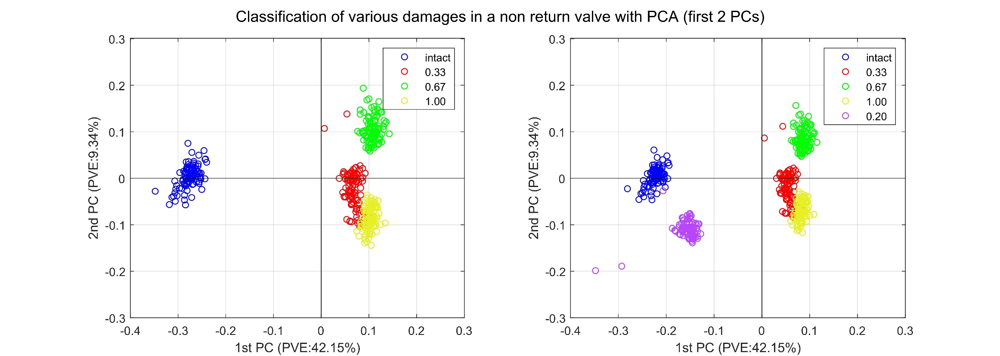 Classification of various damages in a non return valve with PCA (first 2 PCs)
0.3
0.2
0.1
0
-0.1
-0.2
-0.3
2nd PC (PVE:9.34%)
-0.4 -0.3 -0.2 -0.1 0 0.1 0.2 0.3
1st PC (PVE:42.15%)
intact
0.33
0.67
1.00
0.3
0.2
0.1
0
-0.1
-0.2
-0.3
2nd PC (PVE:9.34%)
-0.4 -0.3 -0.2 -0.1 0 0.1 0.2 0.3
1st PC (PVE:42.15%)
intact
0.33
0.67
1.00
0.20